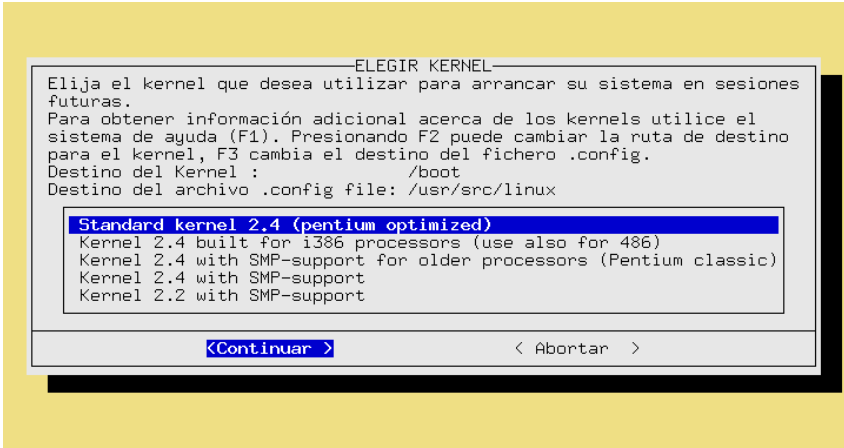 ELEGIR KERNEL
Elija el kernel que desea utilizar para arrancar su sistema en sesiones
futuras.
Para obtener información adicional acerca de los kernels utilice el
sistema de ayuda (F1). Presionando F2 puede cambiar la ruta de destino
para el kernel, F3 cambia el destino del fichero .config.
Destino del Kernel : /boot
Destino del archivo .config file: /usr/src/linux
Standard kernel 2.4 (pentium optimized)
Kernel 2.4 built for i386 processors (use also for 486)
Kernel 2.4 with SMP-support for older processors (Pentium classic)
Kernel 2.4 with SMP-support
Kernel 2.2 with SMP-support
<Continuar > < Abortar >